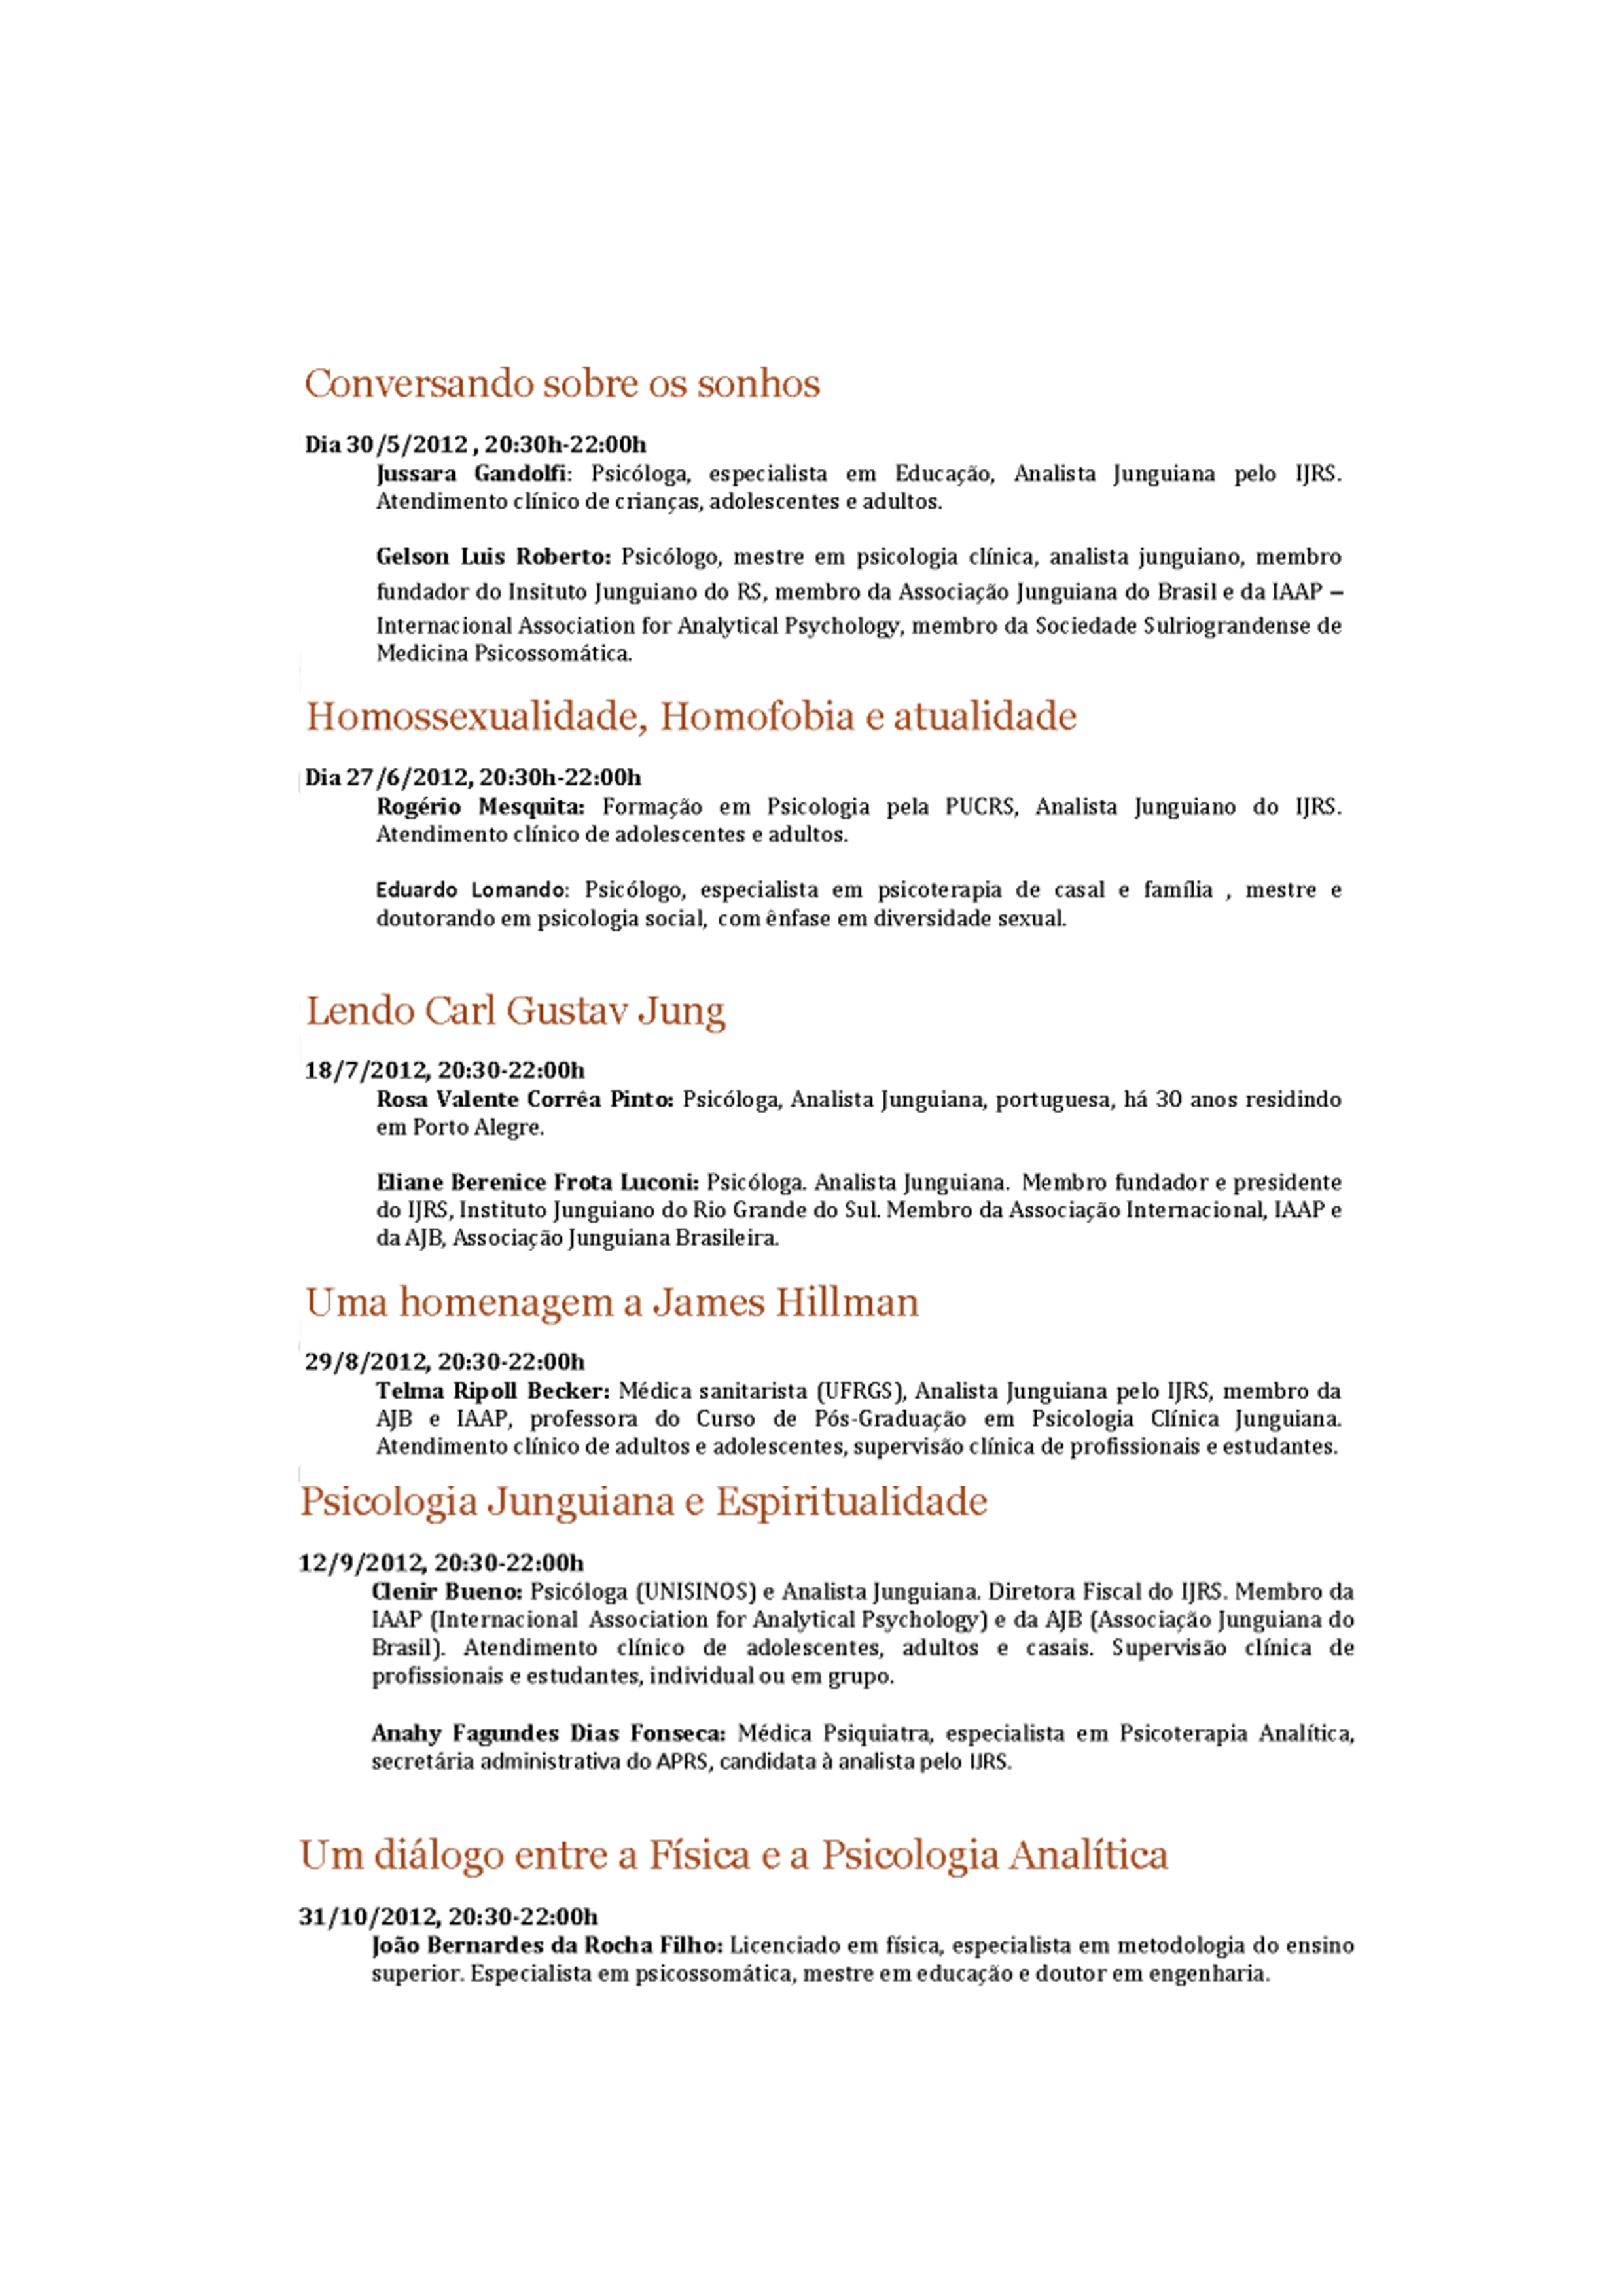 Conversando sobre os sonhos
Dia 30/5/2012 , 20:30h-22:00h
Jussara Gandolfi: Psicóloga, especialista em Educação, Analista Junguiana pelo IJRS.
Atendimento clínico de crianças, adolescentes e adultos.
Gelson Luis Roberto: Psicólogo, mestre em psicologia clínica, analista junguiano, membro
fundador do Insituto Junguiano do RS, membro da Associação Junguiana do Brasil e da IAAP –
Internacional Association for Analytical Psychology, membro da Sociedade Sulriograndense de
Medicina Psicossomática.
Homossexualidade, Homofobia e atualidade
Dia 27/6/2012, 20:30h-22:00h
Rogério Mesquita: Formação em Psicologia pela PUCRS, Analista Junguiano do IJRS.
Atendimento clínico de adolescentes e adultos.
Eduardo Lomando: Psicólogo, especialista em psicoterapia de casal e família , mestre e
doutorando em psicologia social, com ênfase em diversidade sexual.
Lendo Carl Gustav Jung
18/7/2012, 20:30-22:00h
Rosa Valente Corrêa Pinto: Psicóloga, Analista Junguiana, portuguesa, há 30 anos residindo
em Porto Alegre.
Eliane Berenice Frota Luconi: Psicóloga. Analista Junguiana. Membro fundador e presidente
do IJRS, Instituto Junguiano do Rio Grande do Sul. Membro da Associação Internacional, IAAP e
da AJB, Associação Junguiana Brasileira.
Uma homenagem a James Hillman
29/8/2012, 20:30-22:00h
Telma Ripoll Becker: Médica sanitarista (UFRGS), Analista Junguiana pelo IJRS, membro da
AJB e IAAP, professora do Curso de Pós-Graduação em Psicologia Clínica Junguiana.
Atendimento clínico de adultos e adolescentes, supervisão clínica de profissionais e estudantes.
Psicologia Junguiana e Espiritualidade
12/9/2012, 20:30-22:00h
Clenir Bueno: Psicóloga (UNISINOS) e Analista Junguiana. Diretora Fiscal do IJRS. Membro da
IAAP (Internacional Association for Analytical Psychology) e da AJB (Associação Junguiana do
Brasil). Atendimento clínico de adolescentes, adultos e casais. Supervisão clínica de
profissionais e estudantes, individual ou em grupo.
Anahy Fagundes Dias Fonseca: Médica Psiquiatra, especialista em Psicoterapia Analítica,
secretária administrativa do APRS, candidata à analista pelo IJRS.
Um diálogo entre a Física e a Psicologia Analítica
31/10/2012, 20:30-22:00h
João Bernardes da Rocha Filho: Licenciado em física, especialista em metodologia do ensino
superior. Especialista em psicossomática, mestre em educação e doutor em engenharia.